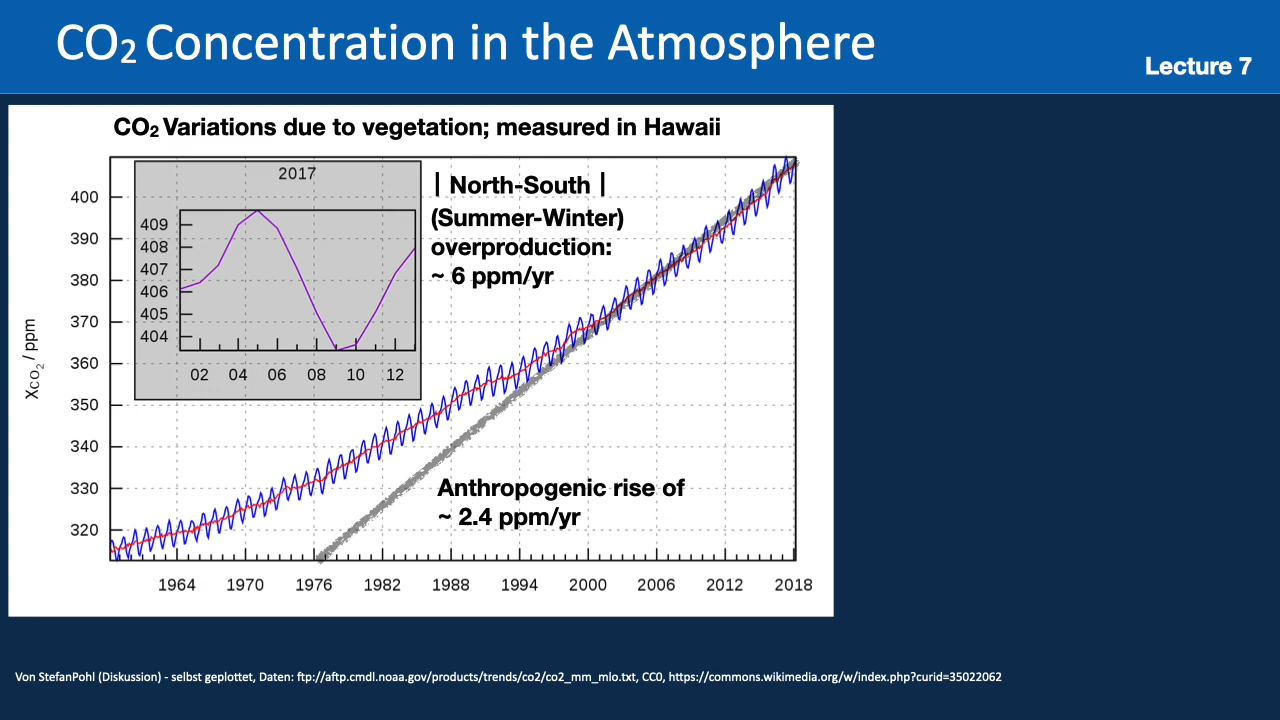 CO2 Concentration in the Atmosphere
Lecture 7
CO2 Variations due to vegetation; measured in Hawaii
2017
409
408
407
406
405
404
02 04 06 08 10 12
| North-South |
(Summer-Winter)
overproduction:
~ 6 ppm/yr
Anthropogenic rise of
~ 2.4 ppm/yr
XCO2 / ppm
400
390
380
370
360
350
340
330
320
1964 1970 1976 1982 1988 1994 2000 2006 2012 2018
Von StefanPohl (Diskussion) - selbst geplottet, Daten: ftp://aftp.cmdl.noaa.gov/products/trends/co2/co2_mm_mlo.txt, CC0, https://commons.wikimedia.org/w/index.php?curid=35022062